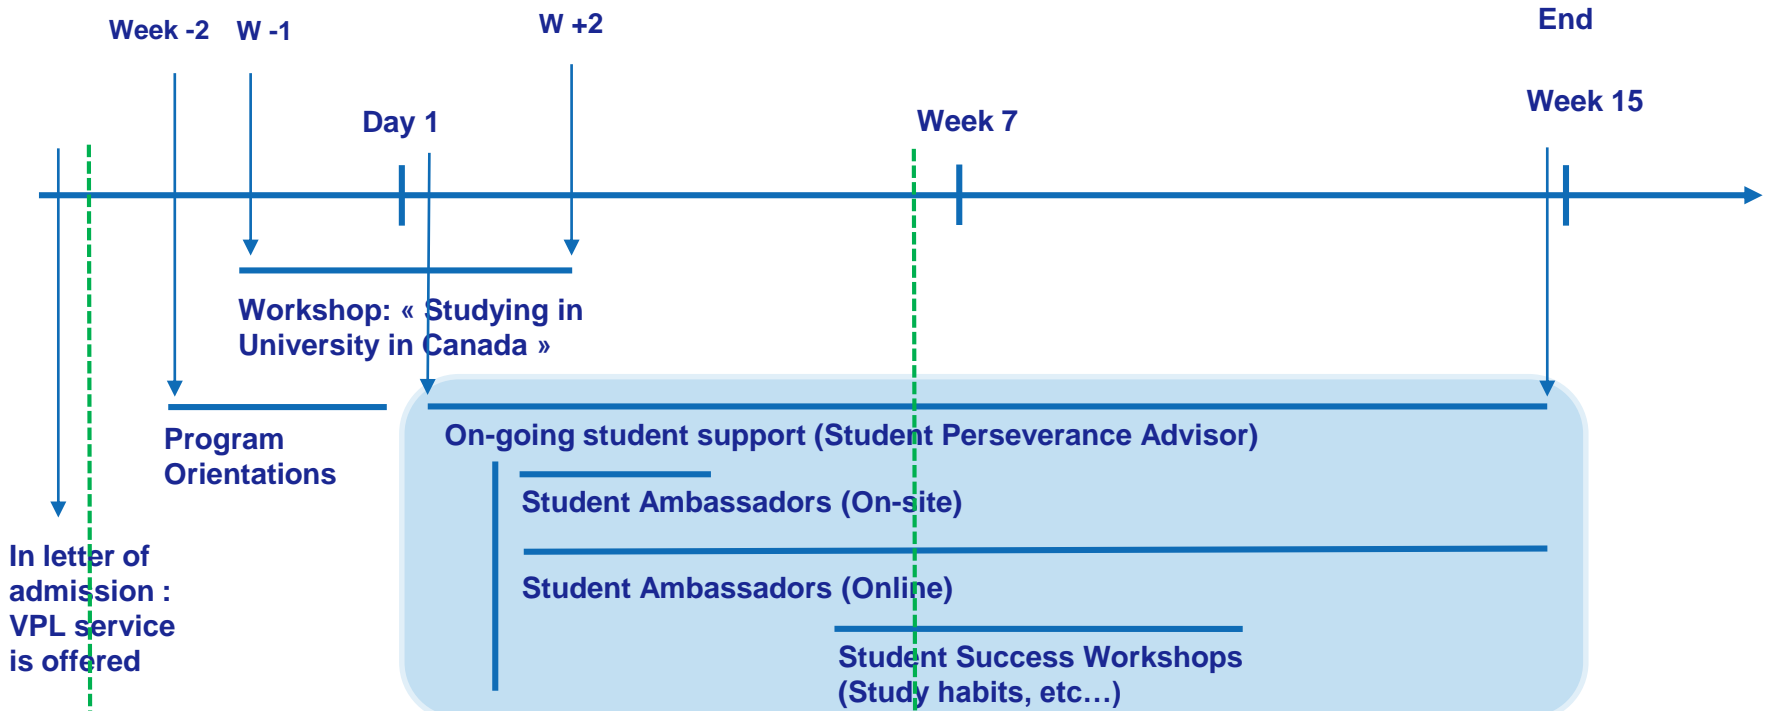 Week -2
W -1
W +2
End
Week 15
Day 1
Week 7
Workshop: « Studying in
University in Canada »
Program
Orientations
On-going student support (Student Perseverance Advisor)
Student Ambassadors (On-site)
In letter of
admission :
VPL service
is offered
Student Ambassadors (Online)
Student Success Workshops
(Study habits, etc…)